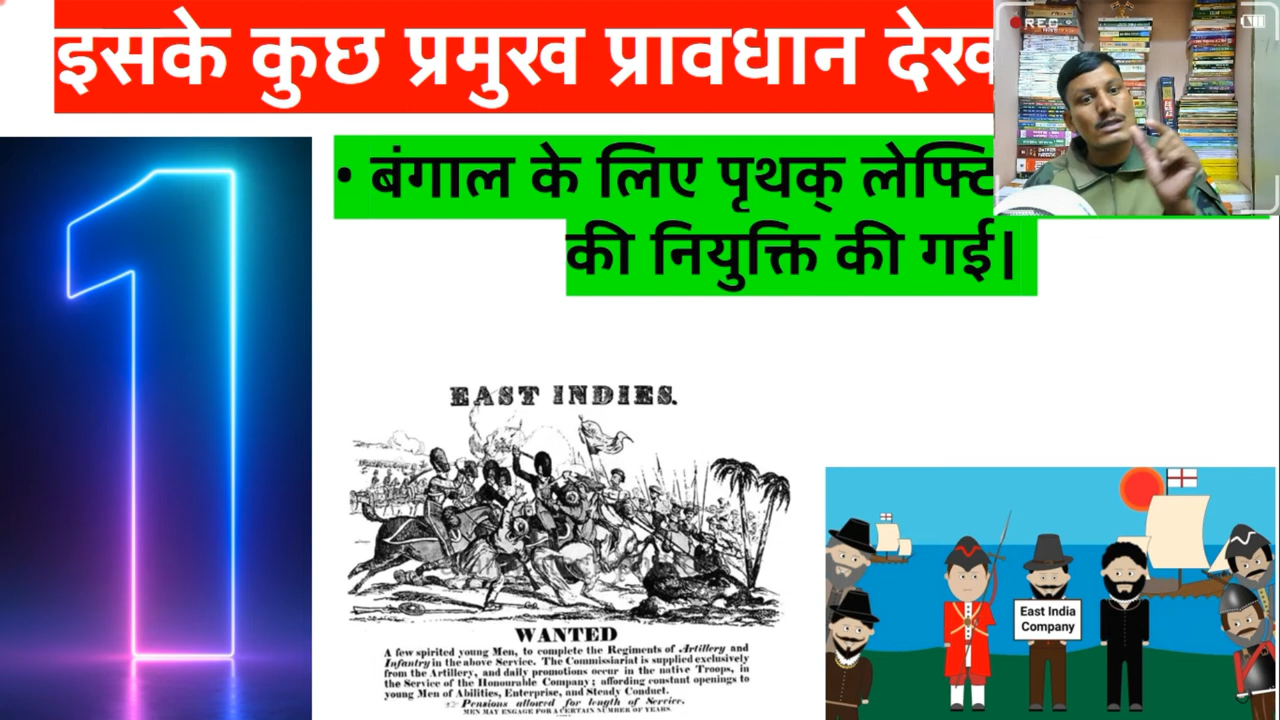 इसके कुछ प्रमुख प्रावधान
REC
• बंगाल के लिए पृथक्
की नियुक्ति की गई।
EAST INDIES.
WANTED
A few spirited young Men, to complete the Regiments of Artillery and
Infantry in the above Service. The Commissiariat is supplied exclusively
from the Artillery, and daily promotions occur in the native Troops, in
the Service of the Honourable Company; affording constant openings to
young Men of Abilities, Enterprise, and Steady Conduct.
Pensions allowed for length of Service.
MEN MAY ENGAGE FOR A CERTAIN NUMBER OF YEARS
East India
Company
1